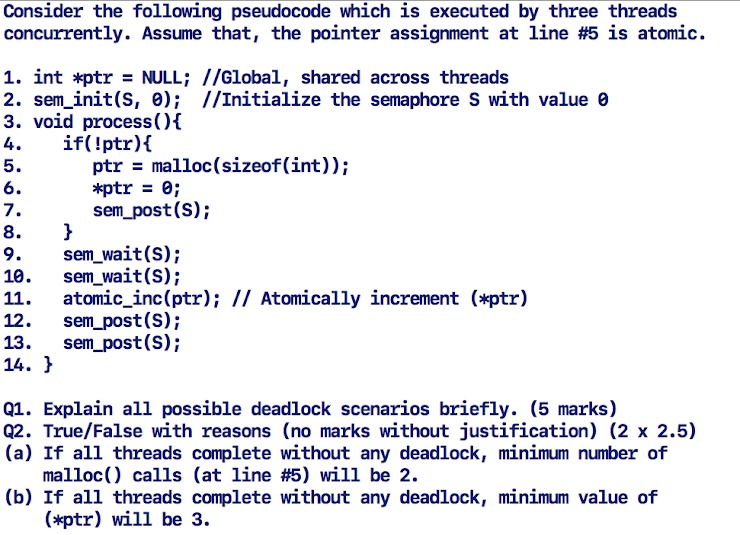 Consider the following pseudocode which is executed by three threads
concurrently. Assume that, the pointer assignment at line #5 is atomic.
1. int *ptr = NULL; //Global, shared across threads
2. sem_init(S, 0);  //Initialize the semaphore S with value 0
3. void process(){
4.    if(!ptr){
5.       ptr = malloc(sizeof(int));
6.       *ptr = 0;
7.       sem_post(S);
8.    }
9.    sem_wait(S);
10.   sem_wait(S);
11.   atomic_inc(ptr); // Atomically increment (*ptr)
12.   sem_post(S);
13.   sem_post(S);
14. }
Q1. Explain all possible deadlock scenarios briefly. (5 marks)
Q2. True/False with reasons (no marks without justification) (2 x 2.5)
(a) If all threads complete without any deadlock, minimum number of
malloc() calls (at line #5) will be 2.
(b) If all threads complete without any deadlock, minimum value of
(*ptr) will be 3.